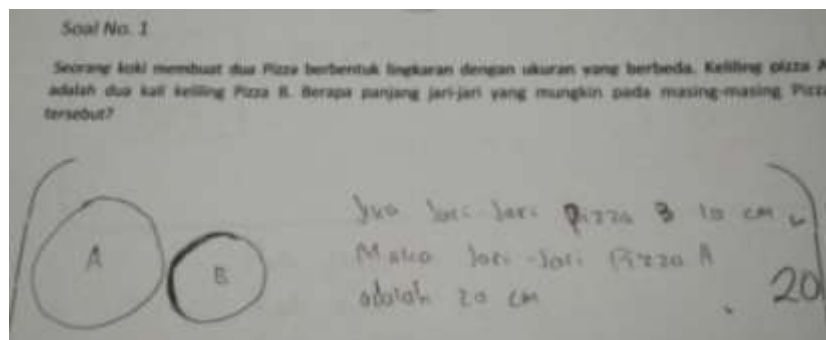 Soal No. 1
Seorang koki membuat dua Pizza berbentuk lingkaran dengan ukuran yang berbeda. Keliling pizza A
adalah dua kali keliling Pizza B. Berapa panjang jari-jari yang mungkin pada masing-masing Pizza
tersebut?
Jika Jari Jari Pizza B 10 cm
A
B
Maka Jari-Jari Pizza A
adalah 20 cm
20